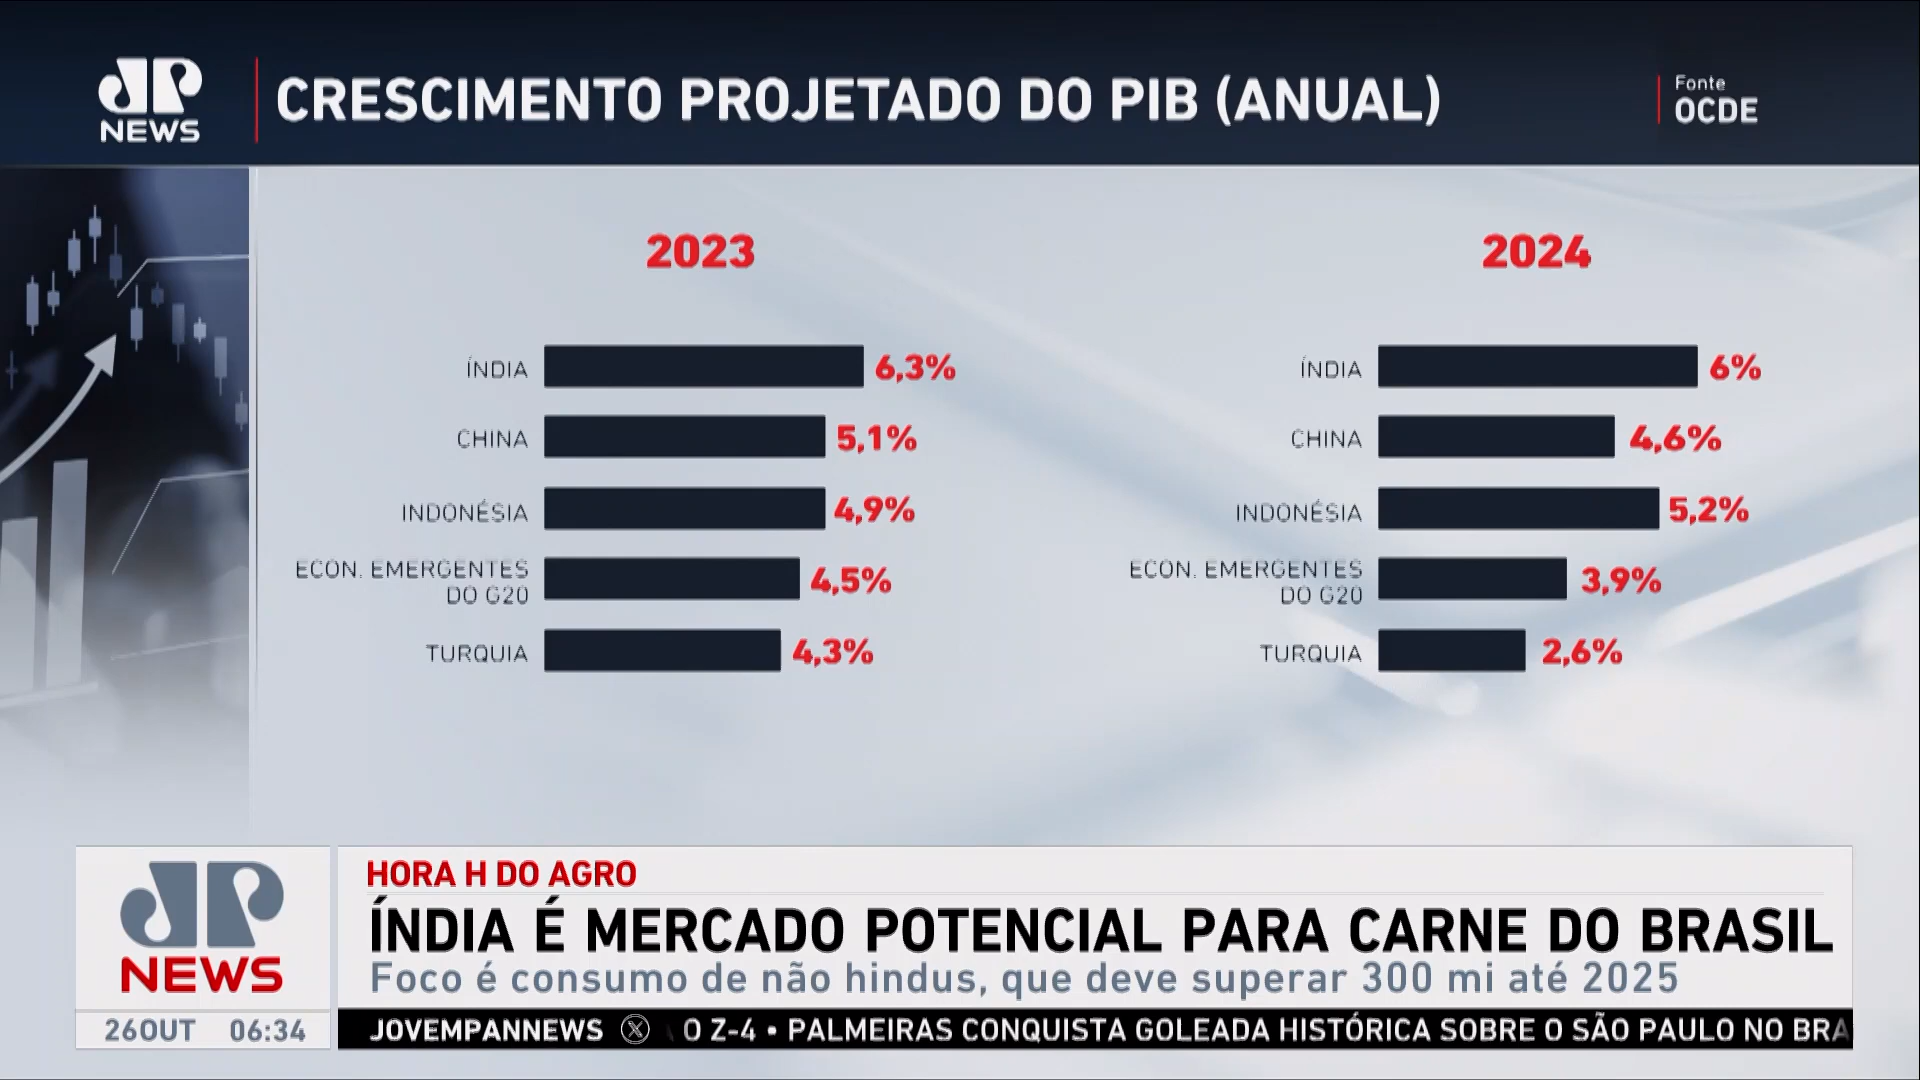 JP
NEWS
CRESCIMENTO PROJETADO DO PIB (ANUAL)
Fonte
OCDE
2023
ÍNDIA 6,3%
CHINA 5,1%
INDONÉSIA 4,9%
ECON. EMERGENTES
DO G20 4,5%
TURQUIA 4,3%
2024
ÍNDIA 6%
CHINA 4,6%
INDONÉSIA 5,2%
ECON. EMERGENTES
DO G20 3,9%
TURQUIA 2,6%
JP
NEWS
HORA H DO AGRO
ÍNDIA É MERCADO POTENCIAL PARA CARNE DO BRASIL
Foco é consumo de não hindus, que deve superar 300 mi até 2025
26OUT 06:34
JOVEMPANNEWS O Z-4 • PALMEIRAS CONQUISTA GOLEADA HISTÓRICA SOBRE O SÃO PAULO NO BRA